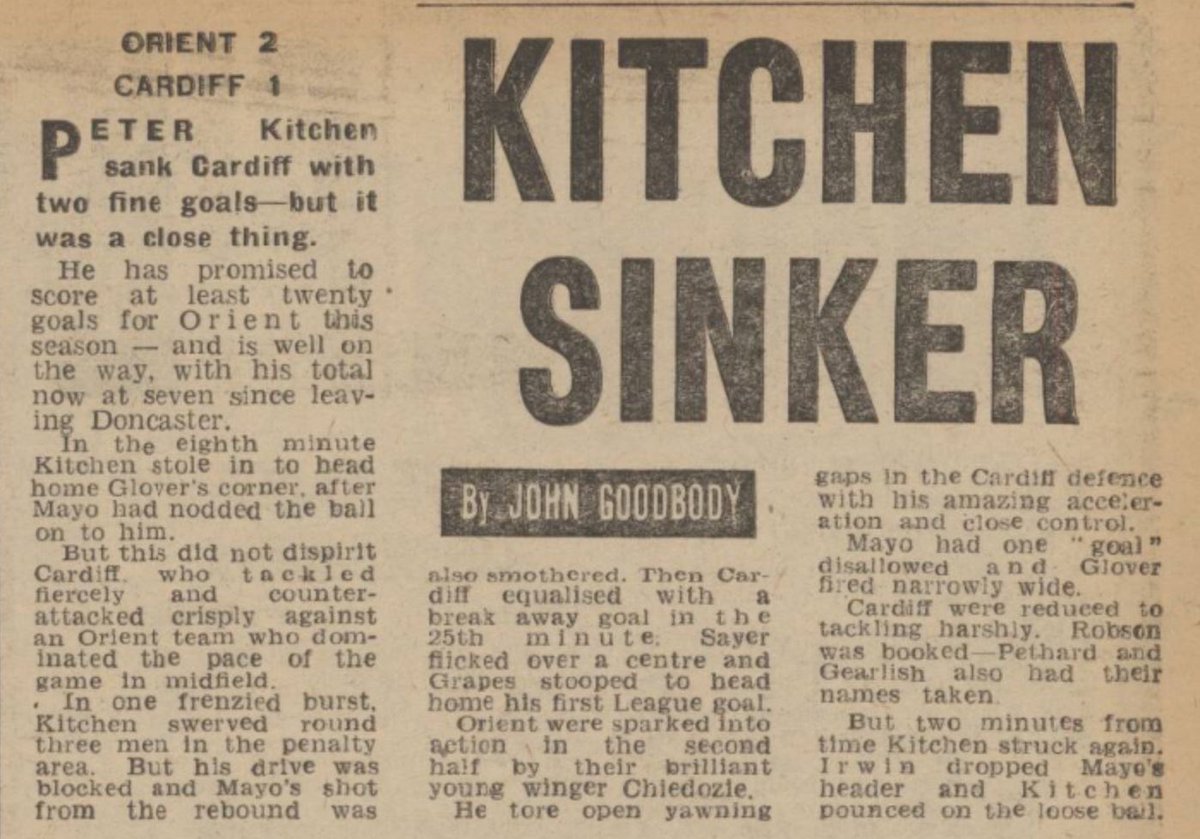 ORIENT 2
CARDIFF 1
KITCHEN
SINKER
By JOHN GOODBODY
PETER Kitchen
sank Cardiff with
two fine goals—but it
was a close thing.
He has promised to
score at least twenty
goals for Orient this
season — and is well on
the way, with his total
now at seven since leav-
ing Doncaster.
In the eighth minute
Kitchen stole in to head
home Glover's corner, after
Mayo had nodded the ball
on to him.
But this did not dispirit
Cardiff, who tackled
fiercely and counter-
attacked crisply against
an Orient team who dom-
inated the pace of the
game in midfield.
In one frenzied burst,
Kitchen swerved round
three men in the penalty
area. But his drive was
blocked and Mayo's shot
from the rebound was
also smothered. Then Car-
diff equalised with a
break away goal in the
25th minute. Sayer
flicked over a centre and
Grapes stooped to head
home his first League goal.
Orient were sparked into
action in the second
half by their brilliant
young winger Chiedozie.
He tore open yawning
gaps in the Cardiff defence
with his amazing acceler-
ation and close control.
Mayo had one "goal"
disallowed and Glover
fired narrowly wide.
Cardiff were reduced to
tackling harshly. Robson
was booked—Pethard and
Gearlish also had their
names taken.
But two minutes from
time Kitchen struck again.
Irwin dropped Mayo's
header and Kitchen
pounced on the loose ball.